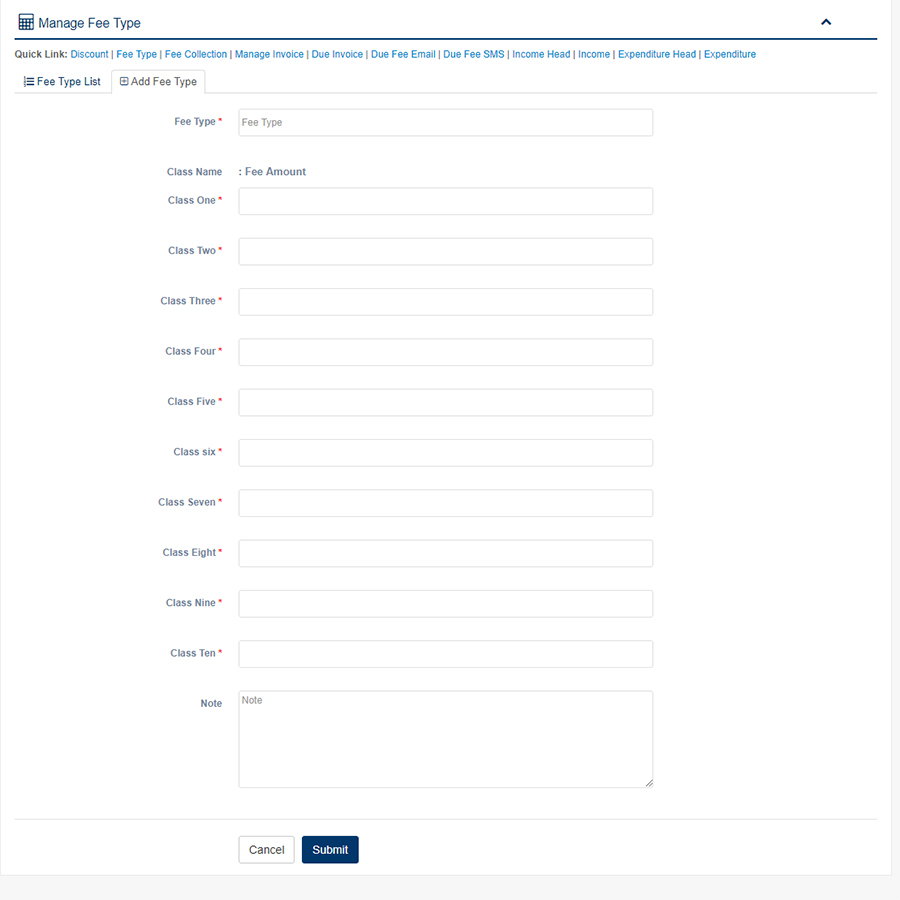 Manage Fee Type
Quick Link: Discount | Fee Type | Fee Collection | Manage Invoice | Due Invoice | Due Fee Email | Due Fee SMS | Income Head | Income | Expenditure Head | Expenditure
Fee Type List Add Fee Type
Fee Type * Fee Type
Class Name : Fee Amount
Class One *
Class Two *
Class Three *
Class Four *
Class Five *
Class six *
Class Seven *
Class Eight *
Class Nine *
Class Ten *
Note Note
Cancel Submit